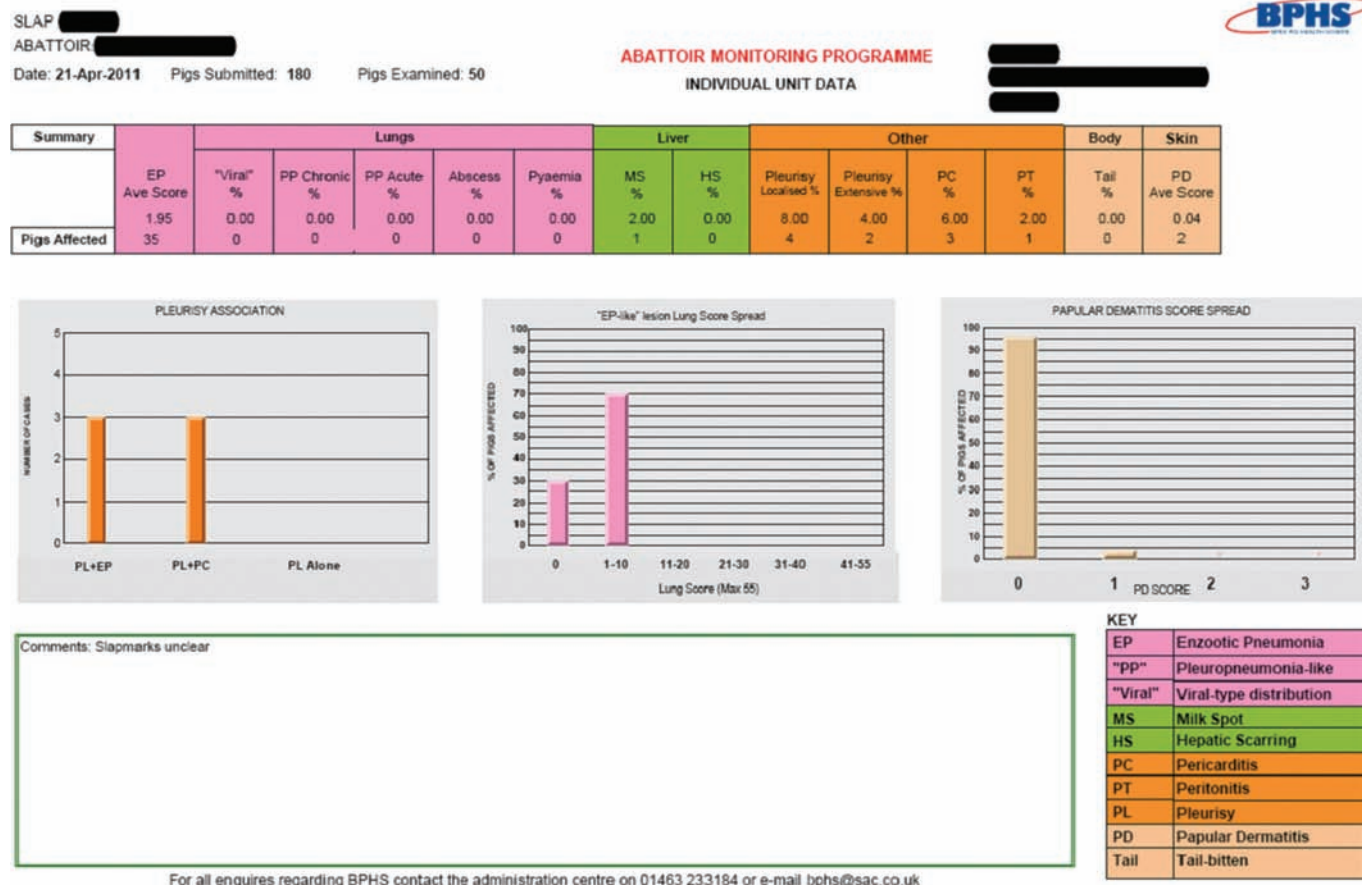 SLAP
ABATTOIR:
Date: 21-Apr-2011 Pigs Submitted: 180 Pigs Examined: 50
ABATTOIR MONITORING PROGRAMME
INDIVIDUAL UNIT DATA
BPHS
Summary Lungs Liver Other Body Skin
EP "Viral" PP Chronic PP Acute Abscess Pyaemia MS HS Pleurisy Pleurisy PC PT Tail PD
Ave Score % % % % % % % Localised % Extensive % % % % Ave Score
1.95 0.00 0.00 0.00 0.00 0.00 2.00 0.00 8.00 4.00 6.00 2.00 0.00 0.04
Pigs Affected 35 0 0 0 0 0 1 0 4 2 3 1 0 2
PLEURISY ASSOCIATION
NUMBER OF CASES
5
4
3
2
1
0
PL+EP PL+PC PL Alone
"EP-like" lesion Lung Score Spread
% OF PIGS AFFECTED
100
90
80
70
60
50
40
30
20
10
0
0 1-10 11-20 21-30 31-40 41-55
Lung Score (Max 55)
PAPULAR DEMATITIS SCORE SPREAD
% OF PIGS AFFECTED
100
90
80
70
60
50
40
30
20
10
0
0 1 2 3
PD SCORE
Comments: Slapmarks unclear
KEY
EP Enzootic Pneumonia
"PP" Pleuropneumonia-like
"Viral" Viral-type distribution
MS Milk Spot
HS Hepatic Scarring
PC Pericarditis
PT Peritonitis
PL Pleurisy
PD Papular Dermatitis
Tail Tail-bitten
For all enquires regarding BPHS contact the administration centre on 01463 233184 or e-mail bphs@sac.co.uk